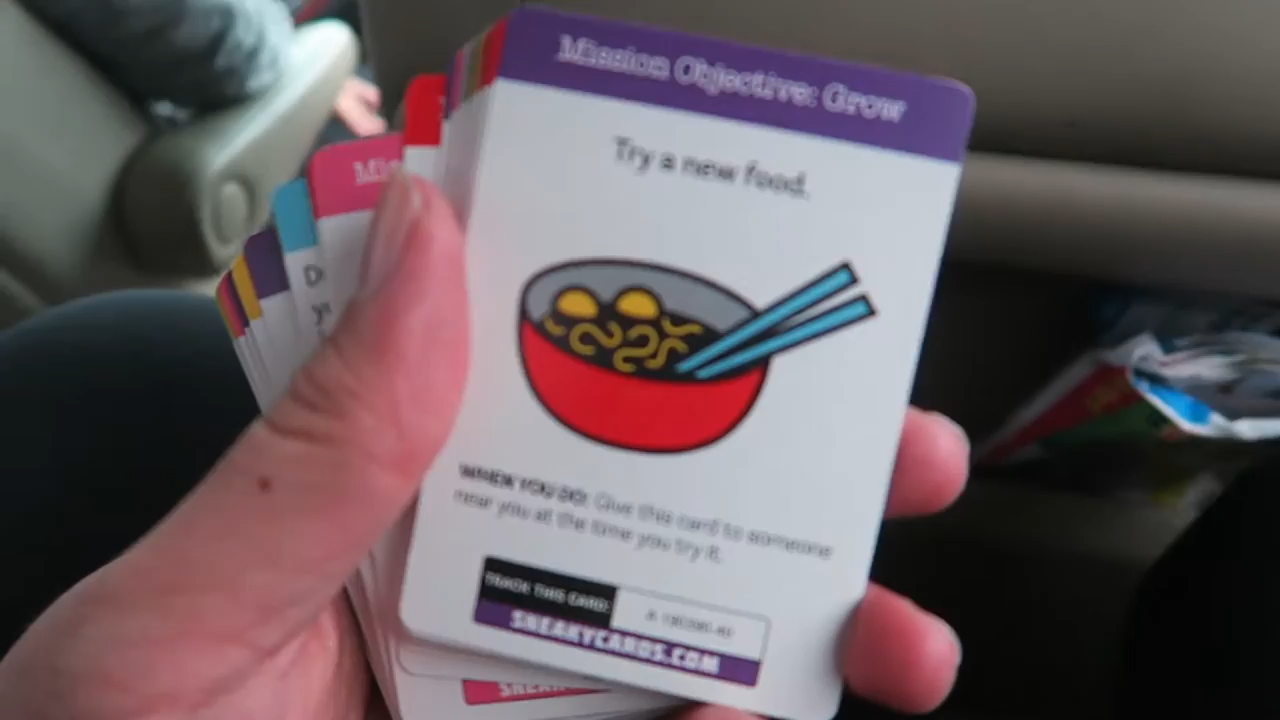 Mission Objective: Grow
Try a new food.
WHEN YOU DO: Give this card to someone
near you at the time you try it.
TRACK THIS CARD:
SNEAKYCARDS.COM
Mis
D